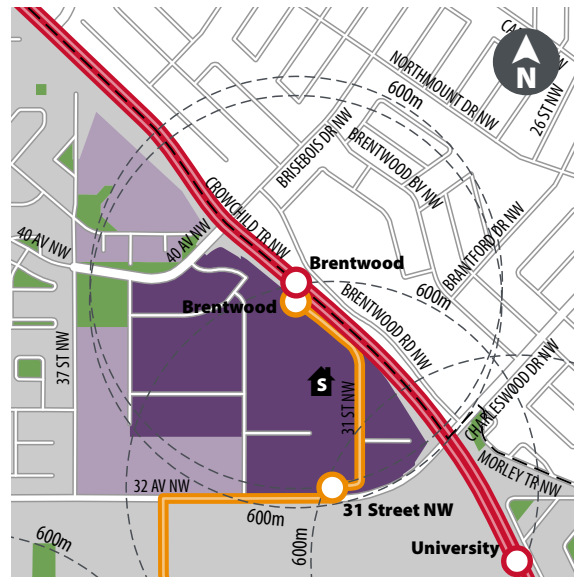 CA
N
NORTHMOUNT DR NW
26 ST NW
600m
BRISEBOIS DR NW
BRENTWOOD BV NW
CROWCHILD TR NW
BRANTFORD DR NW
40 AV NW
40 AV NW
Brentwood
Brentwood
600m
BRENTWOOD RD NW
37 ST NW
S
31 ST NW
CHARLESWOOD DR NW
MORLEY TR NW
32 AV NW
31 Street NW
600m
600m
600m
University